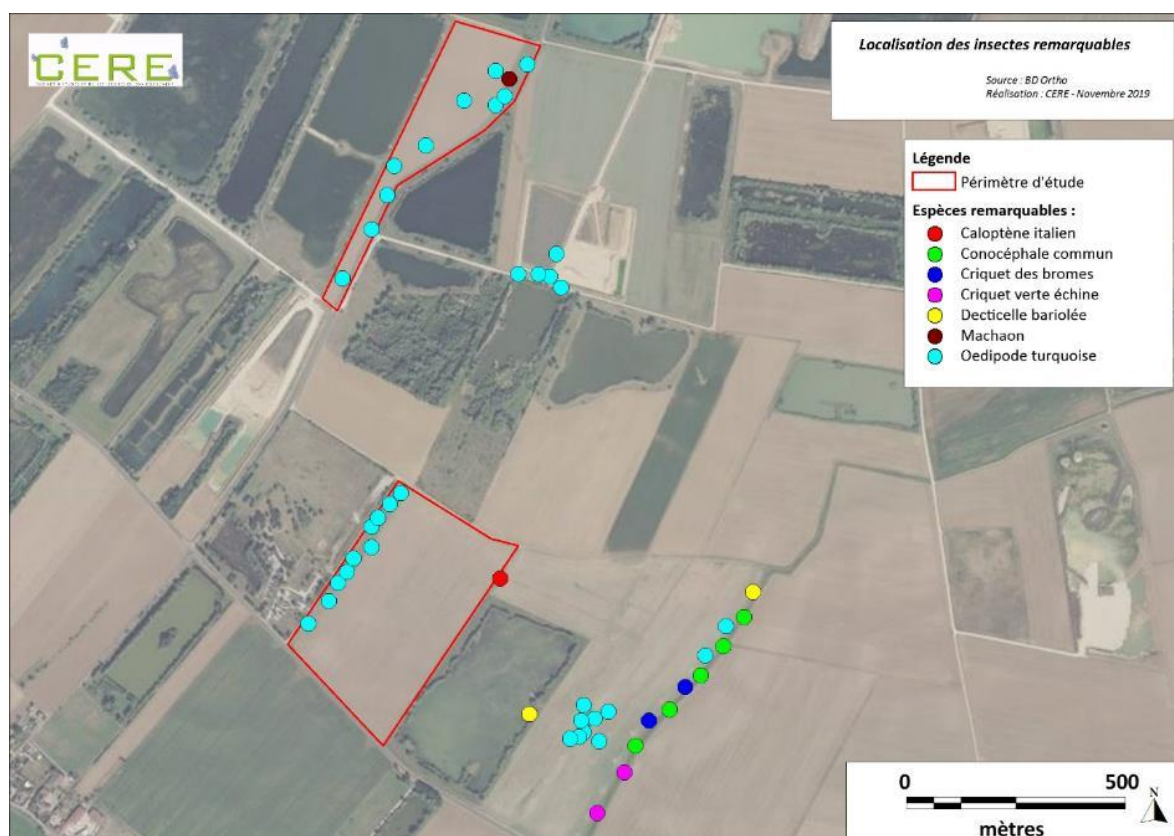 CERE
Localisation des insectes remarquables
Source : BD Ortho
Réalisation : CERE - Novembre 2019
Légende
Périmètre d'étude
Espèces remarquables :
Caloptène italien
Conocéphale commun
Criquet des bromes
Criquet verte échine
Decticelle bariolée
Machaon
Oedipode turquoise
0 500
mètres
N